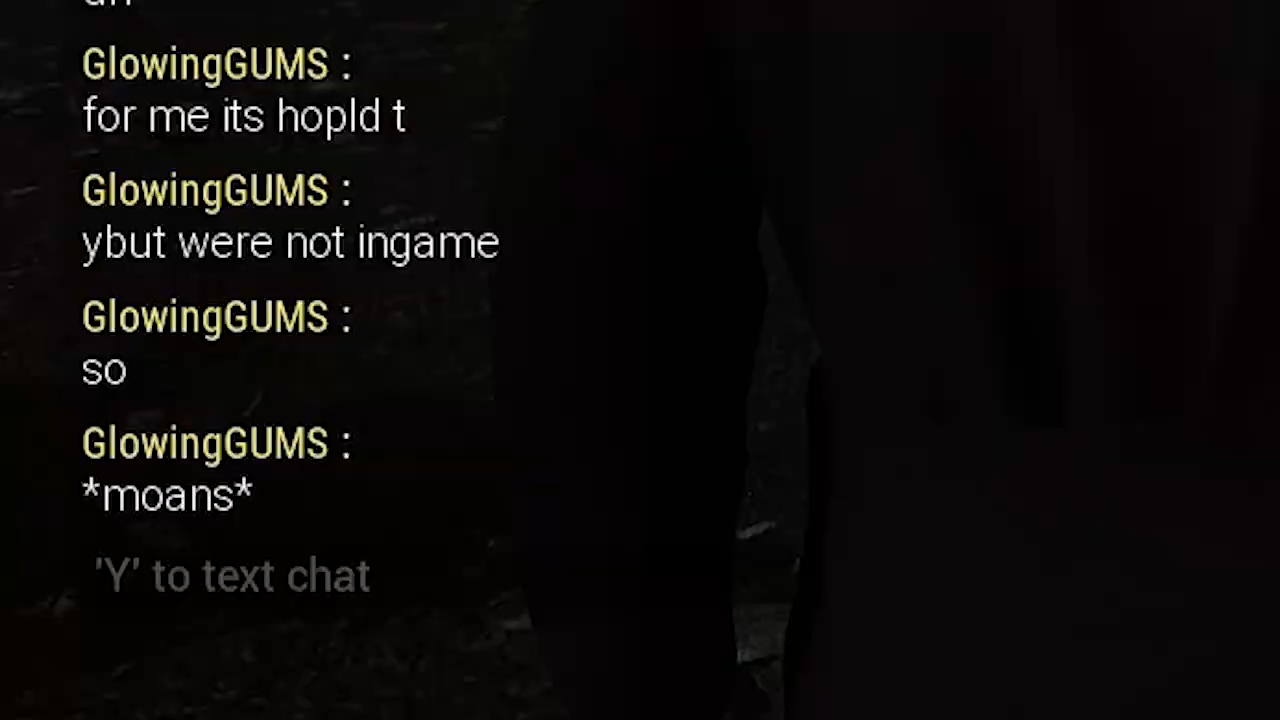 GlowingGUMS :
for me its hopld t
GlowingGUMS :
ybut were not ingame
GlowingGUMS :
so
GlowingGUMS :
*moans*
'Y' to text chat